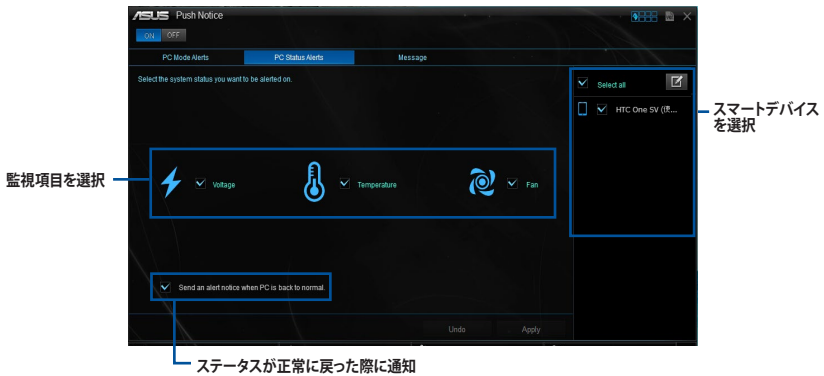 ASUS Push Notice
ON OFF
PC Mode Alerts PC Status Alerts Message
Select the system status you want to be alerted on.
Select all
HTC One SV (使...
スマートデバイス
を選択
監視項目を選択
Voltage Temperature Fan
Send an alert notice when PC is back to normal.
Undo Apply
ステータスが正常に戻った際に通知